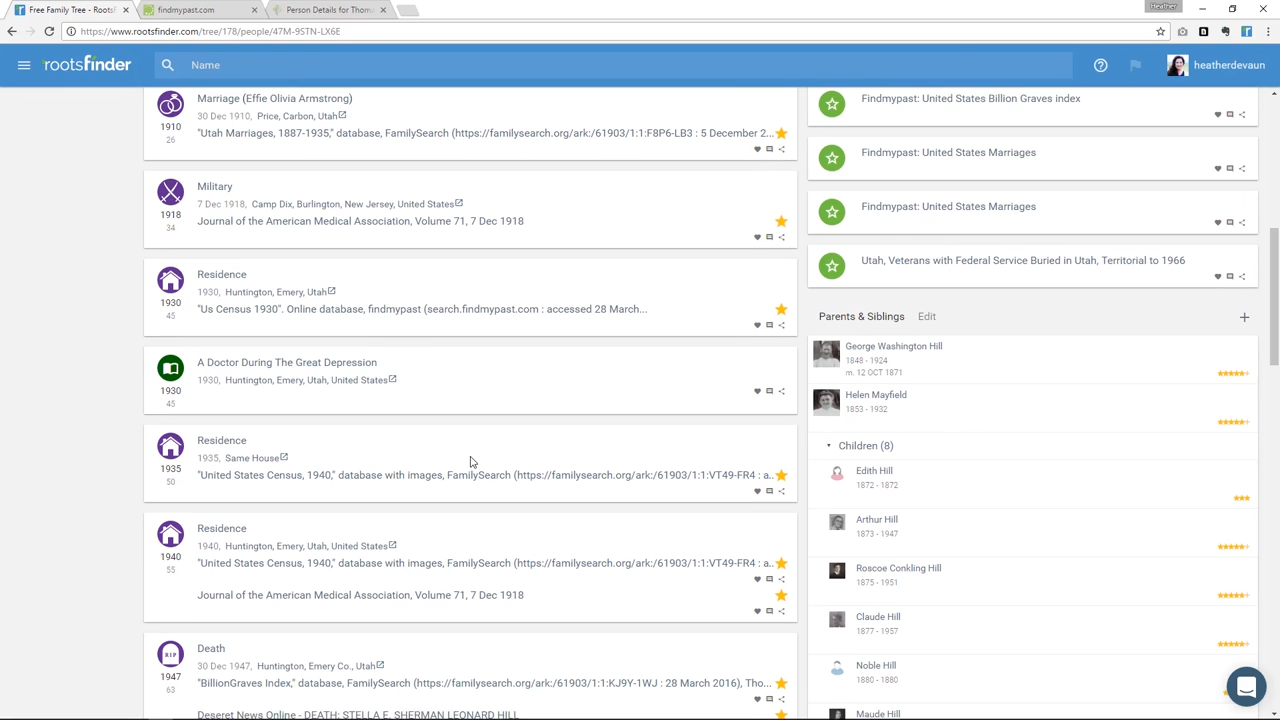 Heather
Free Family Tree - RootsF
findmypast.com
Person Details for Thom
https://www.rootsfinder.com/tree/178/people/47M-9STN-LX6E
rootsfinder
Name
heatherdevaun
Marriage (Effie Olivia Armstrong)
30 Dec 1910, Price, Carbon, Utah
1910
26
"Utah Marriages, 1887-1935," database, FamilySearch (https://familysearch.org/ark:/61903/1:1:F8P6-LB3 : 5 December 2...
Military
7 Dec 1918, Camp Dix, Burlington, New Jersey, United States
1918
34
Journal of the American Medical Association, Volume 71, 7 Dec 1918
Residence
1930, Huntington, Emery, Utah
1930
45
"Us Census 1930". Online database, findmypast (search.findmypast.com : accessed 28 March...
A Doctor During The Great Depression
1930, Huntington, Emery, Utah, United States
1930
45
Residence
1935, Same House
1935
50
"United States Census, 1940," database with images, FamilySearch (https://familysearch.org/ark:/61903/1:1:VT49-FR4 : a..
Residence
1940, Huntington, Emery, Utah, United States
1940
55
"United States Census, 1940," database with images, FamilySearch (https://familysearch.org/ark:/61903/1:1:VT49-FR4 : a..
Journal of the American Medical Association, Volume 71, 7 Dec 1918
Death
30 Dec 1947, Huntington, Emery Co., Utah
RIP
1947
63
"BillionGraves Index," database, FamilySearch (https://familysearch.org/ark:/61903/1:1:KJ9Y-1WJ : 28 March 2016), Tho...
Deseret News Online - DEATH: STELLA E. SHERMAN LEONARD HILL
Findmypast: United States Billion Graves index
Findmypast: United States Marriages
Findmypast: United States Marriages
Utah, Veterans with Federal Service Buried in Utah, Territorial to 1966
Parents & Siblings Edit
George Washington Hill
1848 - 1924
m. 12 OCT 1871
Helen Mayfield
1853 - 1932
Children (8)
Edith Hill
1872 - 1872
Arthur Hill
1873 - 1947
Roscoe Conkling Hill
1875 - 1951
Claude Hill
1877 - 1957
Noble Hill
1880 - 1880
Maude Hill